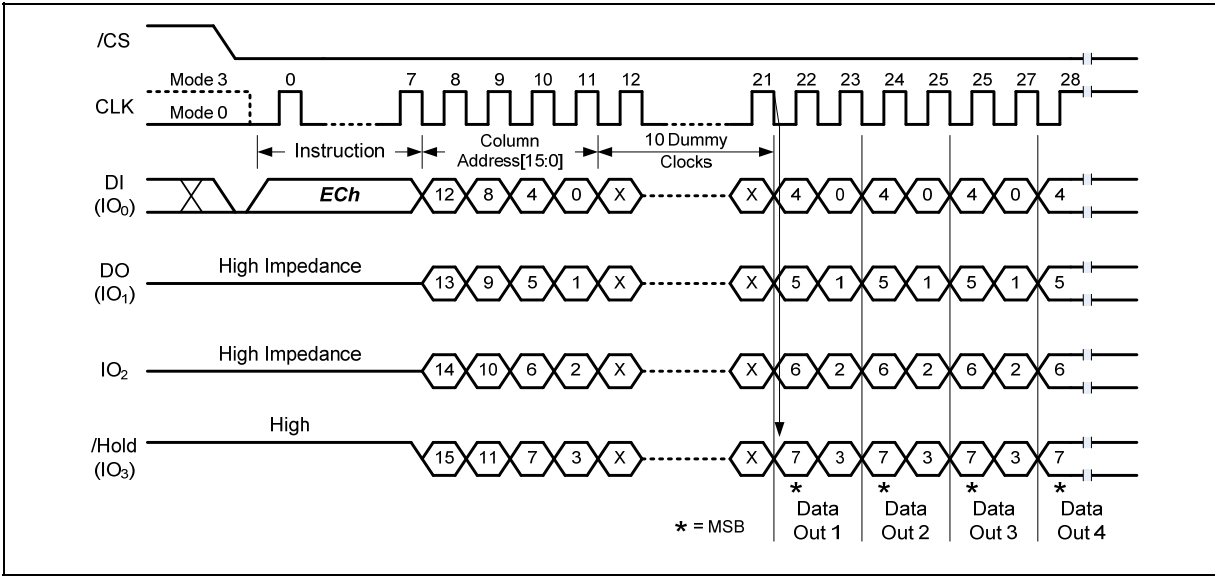 /CS
Mode 3 0 7 8 9 10 11 12 21 22 23 24 25 25 27 28
CLK
Mode 0
Instruction
Column
Address[15:0]
10 Dummy
Clocks
DI
(IO0)
ECh 12 8 4 0 X X 4 0 4 0 4 0 4
DO
(IO1)
High Impedance 13 9 5 1 X X 5 1 5 1 5 1 5
IO2
High Impedance 14 10 6 2 X X 6 2 6 2 6 2 6
/Hold
(IO3)
High 15 11 7 3 X X 7 3 7 3 7 3 7
* * * *
* = MSB
Data
Out 1
Data
Out 2
Data
Out 3
Data
Out 4